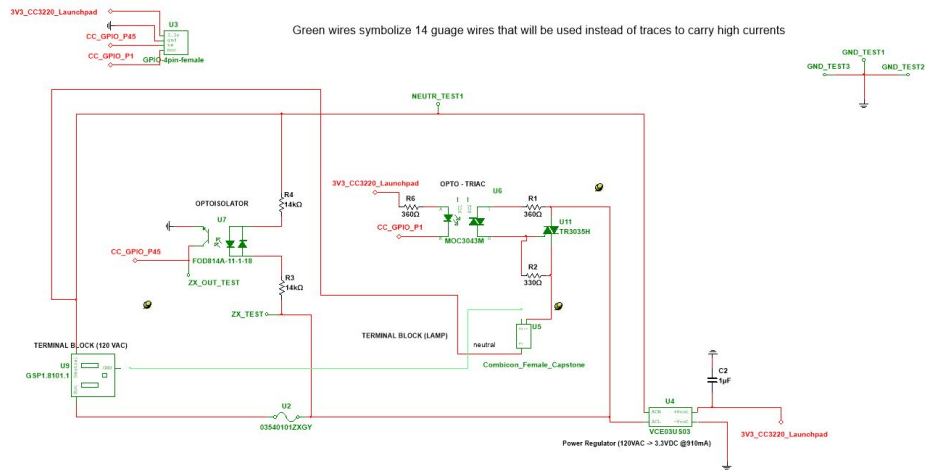 3V3_CC3220_Launchpad
U3
CC_GPIO_P45
CC_GPIO_P1
GPIO-4pin-female
Green wires symbolize 14 guage wires that will be used instead of traces to carry high currents
GND_TEST1
GND_TEST3
GND_TEST2
NEUTR_TEST1
R4
14kΩ
OPTOISOLATOR
U7
CC_GPIO_P45
FOD814A-11-1-18
ZX_OUT_TEST
R3
14kΩ
ZX_TEST
3V3_CC3220_Launchpad
OPTO - TRIAC
U6
R6
360Ω
R1
360Ω
U11
TR3035H
CC_GPIO_P1
MOC3043M
R2
330Ω
TERMINAL BLOCK (LAMP)
neutral
U5
Combicon_Female_Capstone
TERMINAL BLOCK (120 VAC)
U9
GSP1.8101.1
U2
03540101ZXGY
C2
1µF
U4
VCE03US03
3V3_CC3220_Launchpad
Power Regulator (120VAC -> 3.3VDC @910mA)